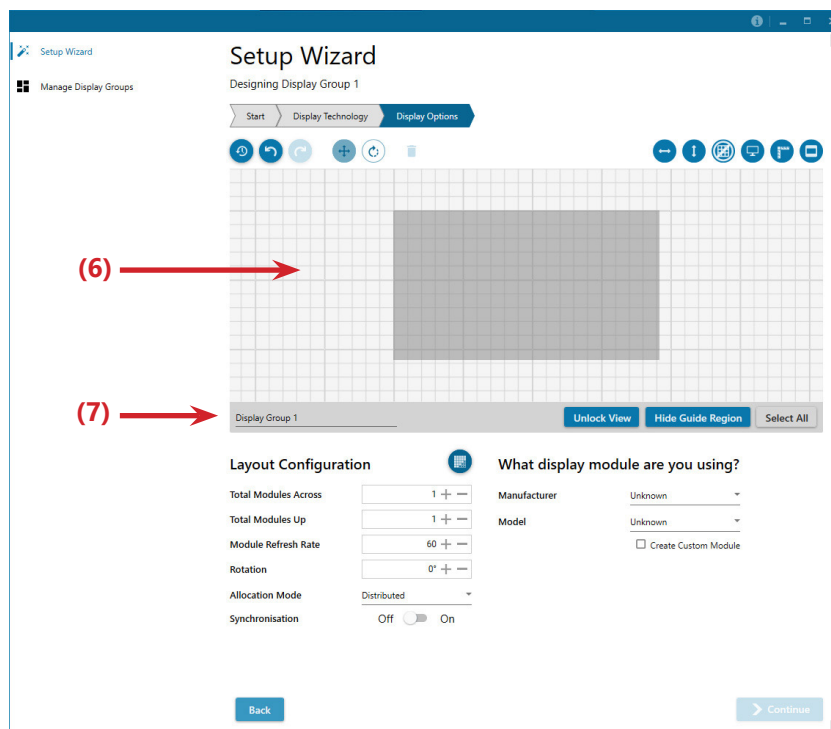 Setup Wizard
Manage Display Groups
Setup Wizard
Designing Display Group 1
Start
Display Technology
Display Options
(6)
(7)
Display Group 1
Unlock View
Hide Guide Region
Select All
Layout Configuration
Total Modules Across 1
Total Modules Up 1
Module Refresh Rate 60
Rotation 0°
Allocation Mode Distributed
Synchronisation Off On
What display module are you using?
Manufacturer Unknown
Model Unknown
Create Custom Module
Back
Continue